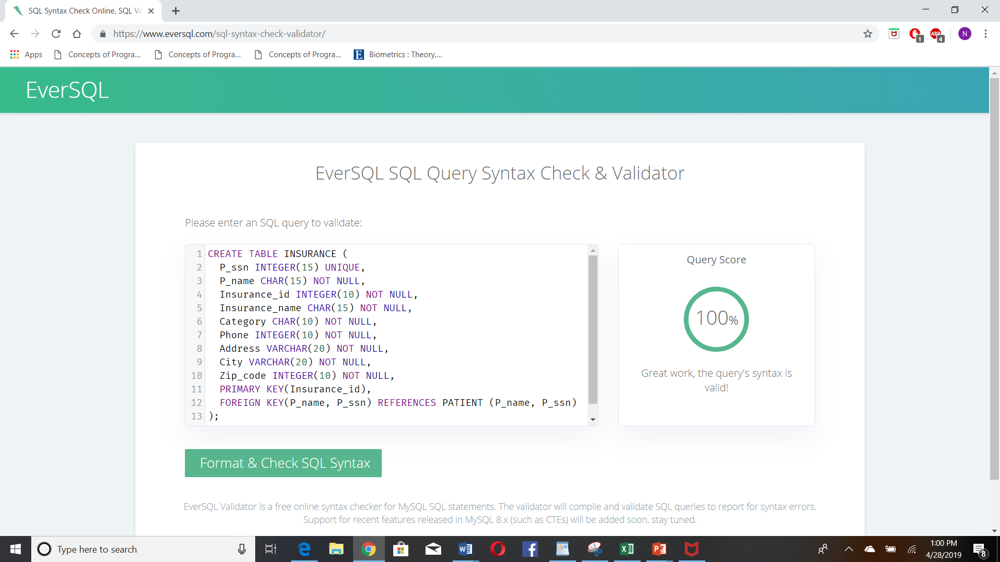 SQL Syntax Check Online, SQL Va
https://www.eversql.com/sql-syntax-check-validator/
1
ABP
4
N
Apps
Concepts of Progra...
Concepts of Progra...
Concepts of Progra...
E
Biometrics : Theory,...
EverSQL
EverSQL SQL Query Syntax Check & Validator
Please enter an SQL query to validate:
1 CREATE TABLE INSURANCE (
2 P_ssn INTEGER(15) UNIQUE,
3 P_name CHAR(15) NOT NULL,
4 Insurance_id INTEGER(10) NOT NULL,
5 Insurance_name CHAR(15) NOT NULL,
6 Category CHAR(10) NOT NULL,
7 Phone INTEGER(10) NOT NULL,
8 Address VARCHAR(20) NOT NULL,
9 City VARCHAR(20) NOT NULL,
10 Zip_code INTEGER(10) NOT NULL,
11 PRIMARY KEY(Insurance_id),
12 FOREIGN KEY(P_name, P_ssn) REFERENCES PATIENT (P_name, P_ssn)
13 );
Query Score
100%
Great work, the query's syntax is
valid!
Format & Check SQL Syntax
EverSQL Validator is a free online syntax checker for MySQL SQL statements. The validator will compile and validate SQL queries to report for syntax errors.
Support for recent features released in MySQL 8.x (such as CTEs) will be added soon, stay tuned.
Type here to search
1:00 PM
4/28/2019
8